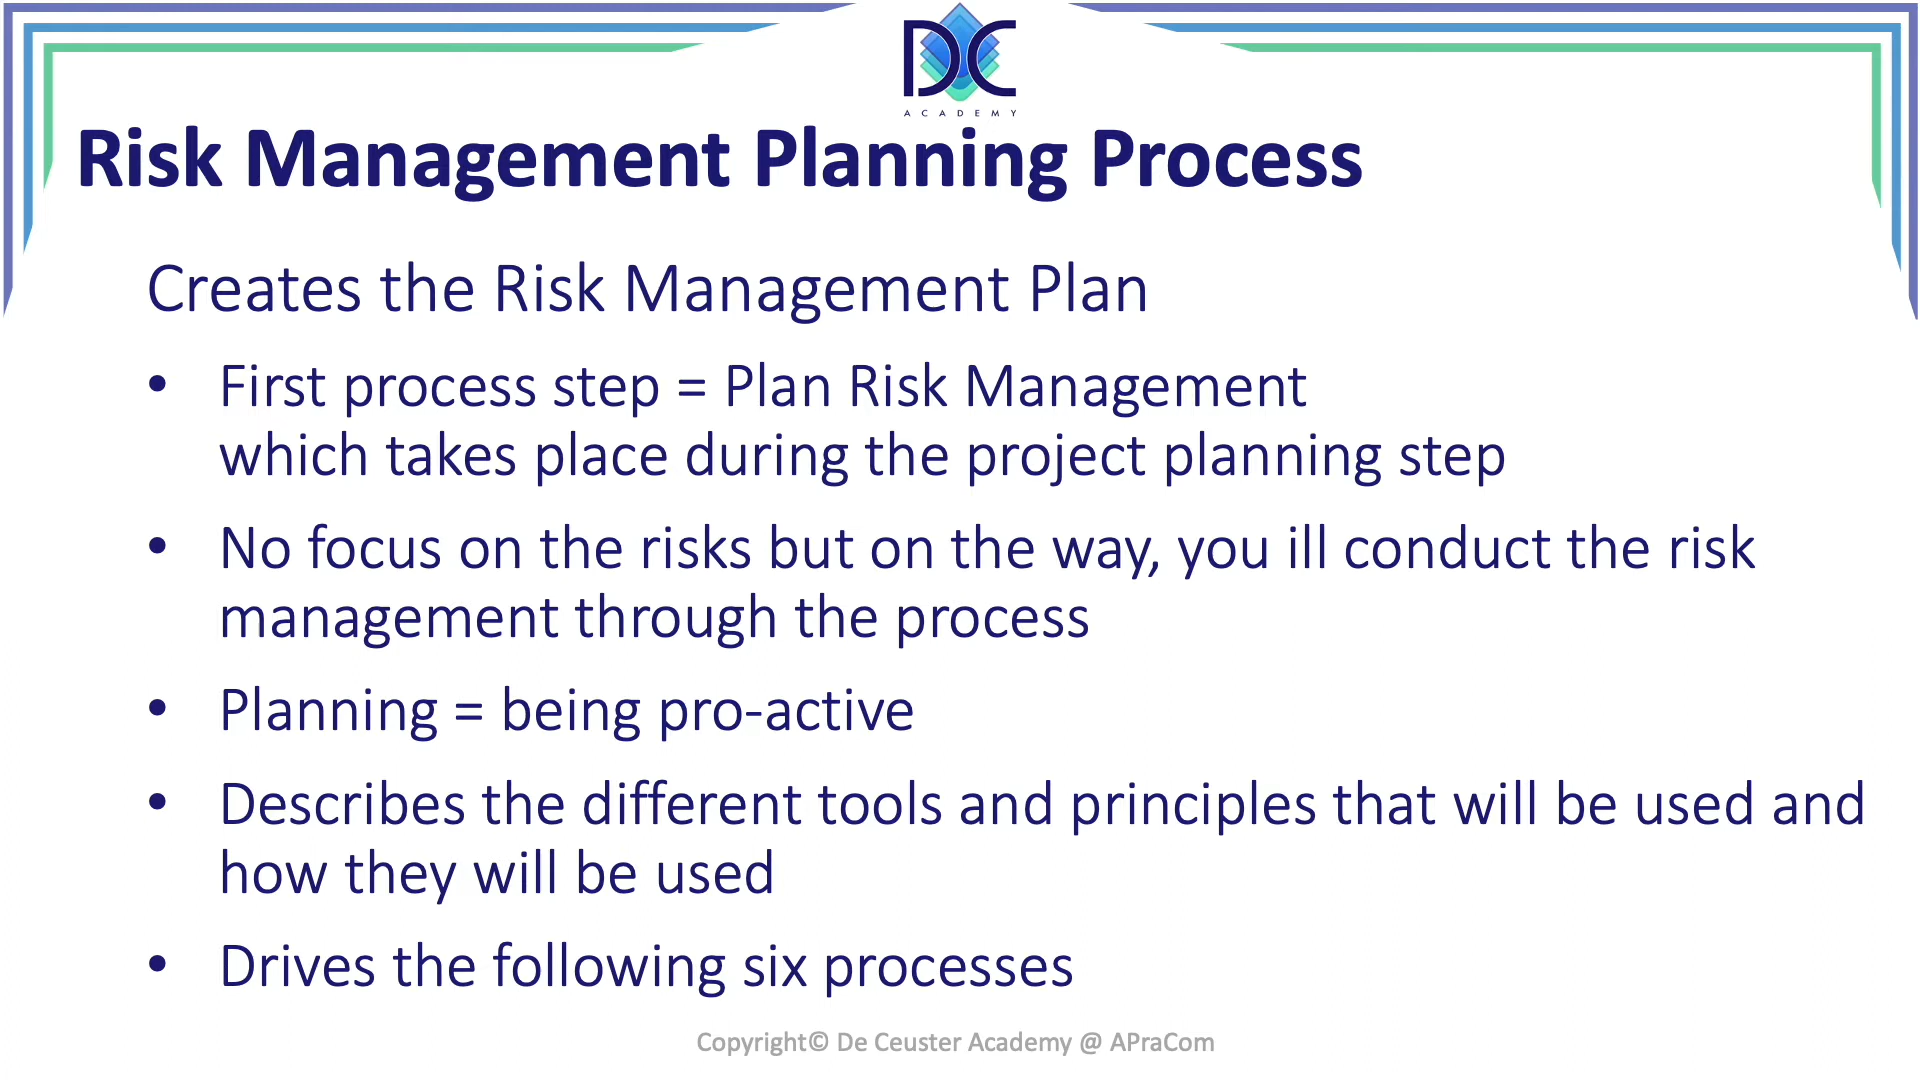 DC
ACADEMY
Risk Management Planning Process
Creates the Risk Management Plan
• First process step = Plan Risk Management
which takes place during the project planning step
• No focus on the risks but on the way, you ill conduct the risk
management through the process
• Planning = being pro-active
• Describes the different tools and principles that will be used and
how they will be used
• Drives the following six processes
Copyright© De Ceuster Academy @ APraCom